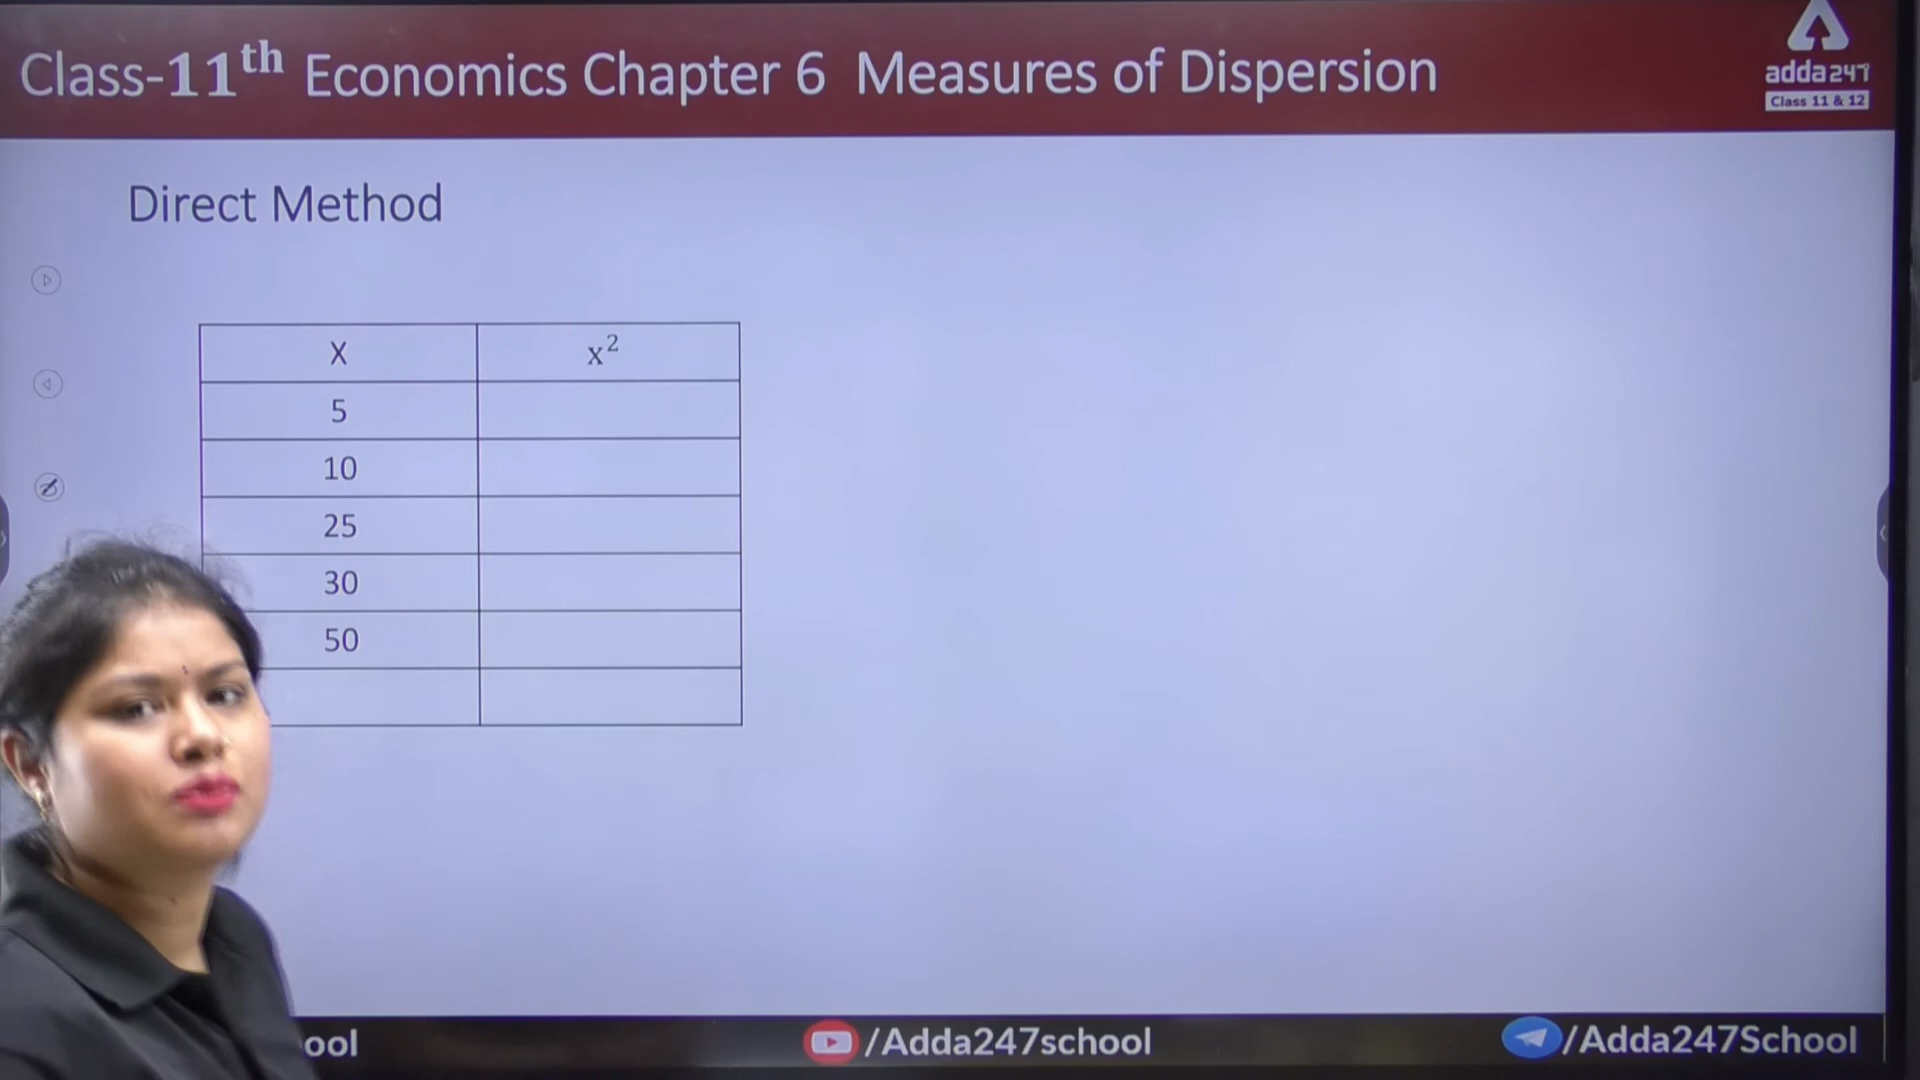 Class-11th Economics Chapter 6 Measures of Dispersion
adda247
Class 11 & 12
Direct Method
X x²
5
10
25
30
50
ool /Adda247school /Adda247School